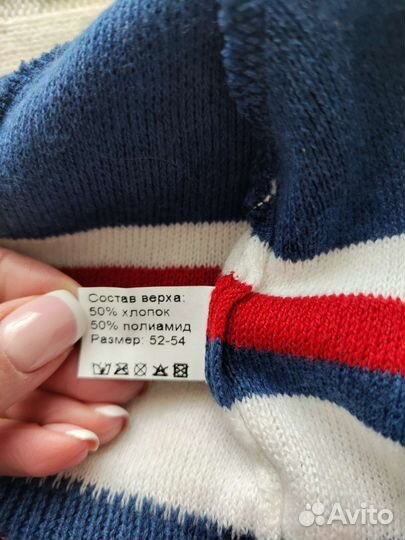 Состав верха:
50% хлопок
50% полиамид
Размер: 52-54
Avito